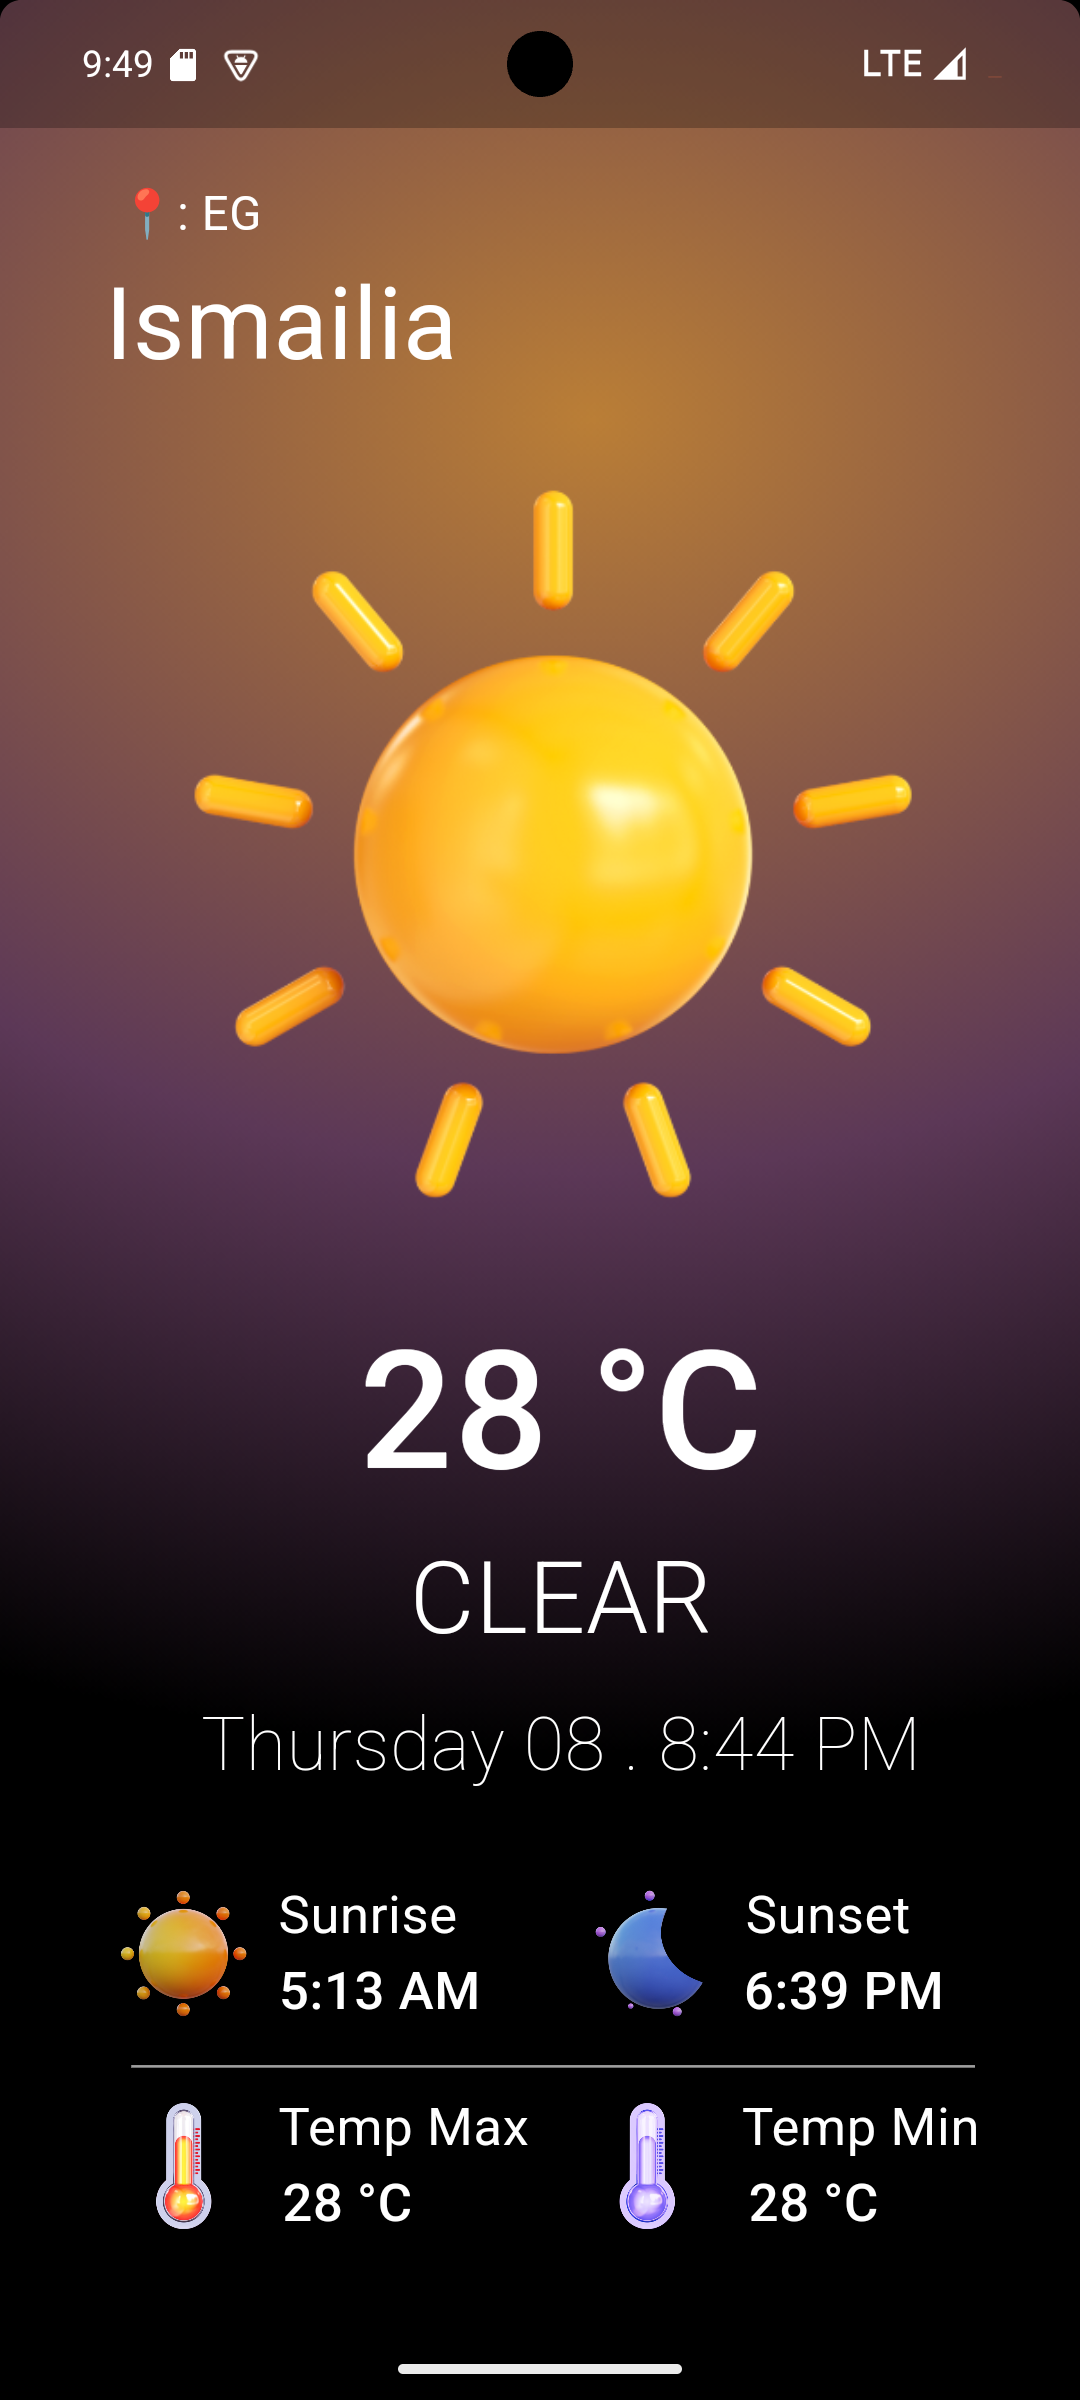 9:49 LTE
📍: EG
Ismailia
28 °C
CLEAR
Thursday 08 . 8:44 PM
Sunrise Sunset
5:13 AM 6:39 PM
Temp Max Temp Min
28 °C 28 °C